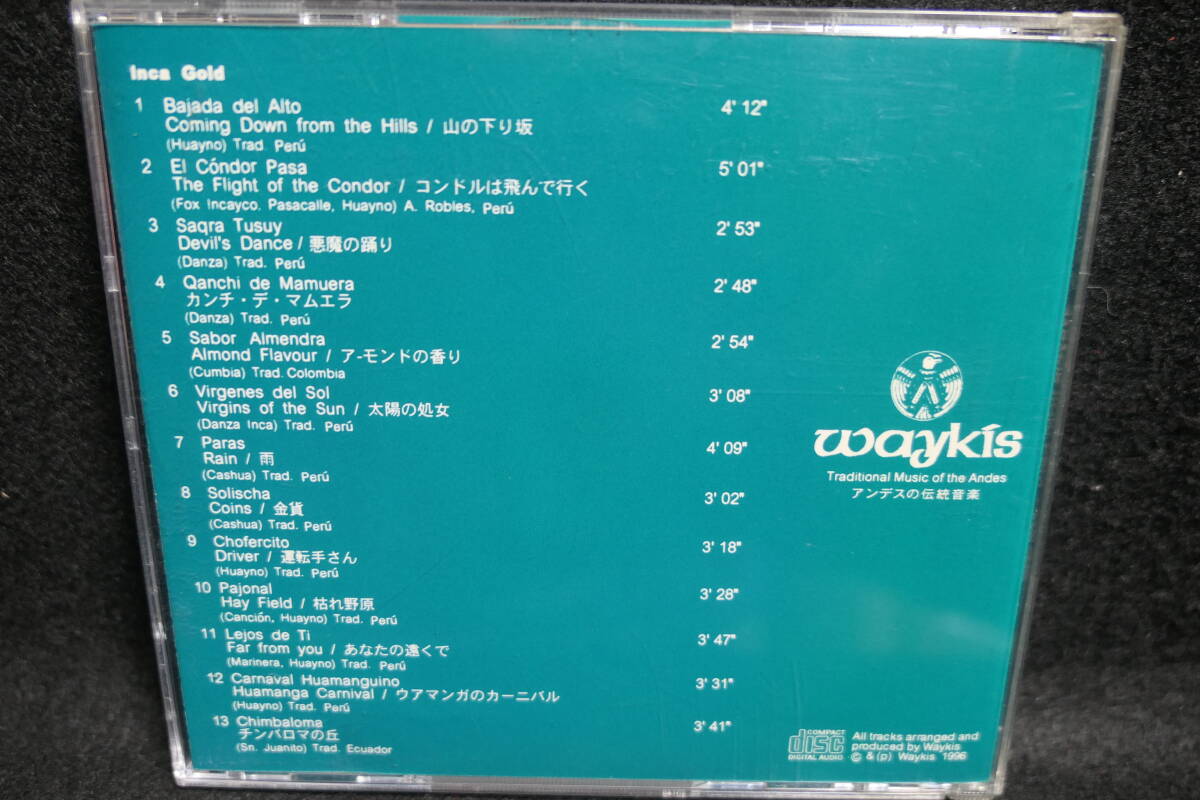 Inca Gold
1 Bajada del Alto 4' 12"
Coming Down from the Hills / 山の下り坂
(Huayno) Trad. Perú
2 El Cóndor Pasa 5' 01"
The Flight of the Condor / コンドルは飛んで行く
(Fox Incayco. Pasacalle, Huayno) A. Robles, Perú
3 Saqra Tusuy 2' 53"
Devil's Dance / 悪魔の踊り
(Danza) Trad. Perú
4 Qanchi de Mamuera 2' 48"
カンチ・デ・マムエラ
(Danza) Trad. Perú
5 Sabor Almendra 2' 54"
Almond Flavour / ア-モンドの香り
(Cumbia) Trad. Colombia
6 Virgenes del Sol 3' 08"
Virgins of the Sun / 太陽の処女
(Danza Inca) Trad. Perú
7 Paras 4' 09"
Rain / 雨
(Cashua) Trad. Perú
8 Solischa 3' 02"
Coins / 金貨
(Cashua) Trad. Perú
9 Chofercito 3' 18"
Driver / 運転手さん
(Huayno) Trad. Perú
10 Pajonal 3' 28"
Hay Field / 枯れ野原
(Canción, Huayno) Trad. Perú
11 Lejos de Ti 3' 47"
Far from you / あなたの遠くで
(Marinera, Huayno) Trad. Perú
12 Carnaval Huamanguino 3' 31"
Huamanga Carnival / ウアマンガのカーニバル
(Huayno) Trad. Perú
13 Chimbaloma 3' 41"
チンバロマの丘
(Sn. Juanito) Trad. Ecuador
waykís
Traditional Music of the Andes
アンデスの伝統音楽
COMPACT
disc
DIGITAL AUDIO
All tracks arranged and
produced by Waykis
© & (p) Waykis 1996